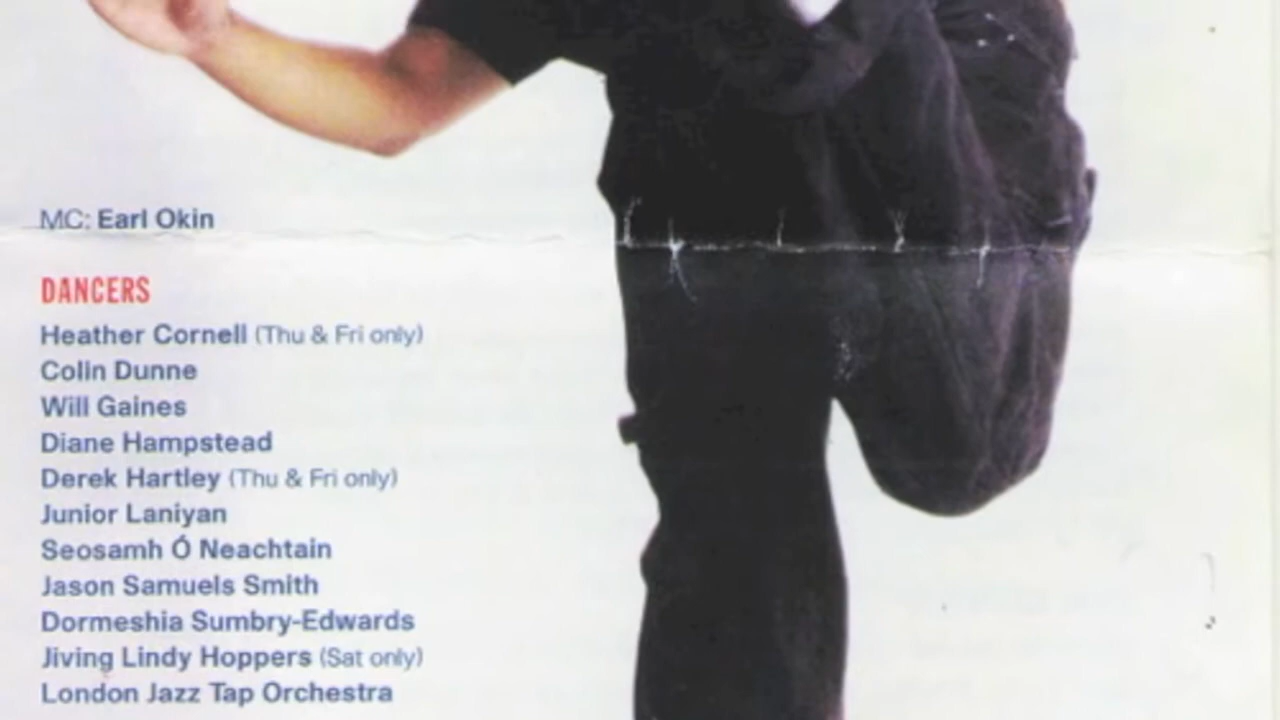 MC: Earl Okin
DANCERS
Heather Cornell (Thu & Fri only)
Colin Dunne
Will Gaines
Diane Hampstead
Derek Hartley (Thu & Fri only)
Junior Laniyan
Seosamh Ó Neachtain
Jason Samuels Smith
Dormeshia Sumbry-Edwards
Jiving Lindy Hoppers (Sat only)
London Jazz Tap Orchestra